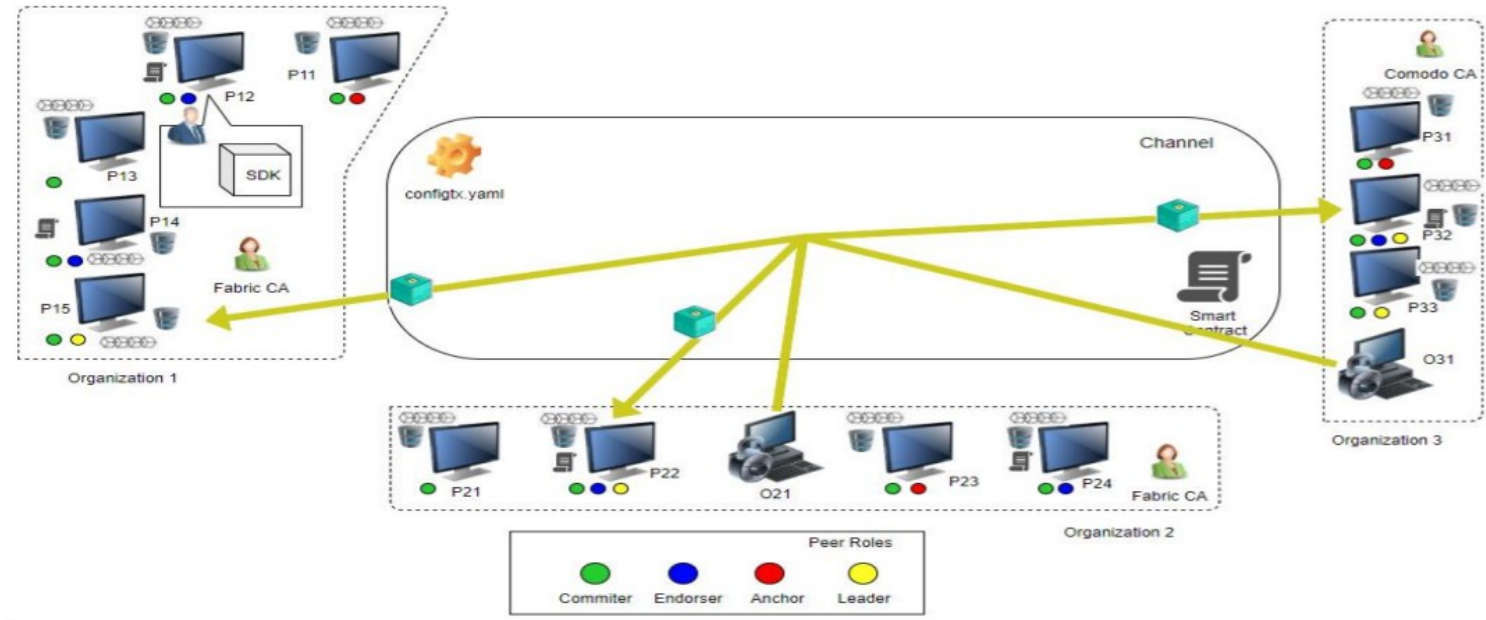 P12
P11
P13
SDK
P14
Fabric CA
P15
Organization 1
configtx.yaml
Channel
Smart
Contract
Comodo CA
P31
P32
P33
O31
Organization 3
P21
P22
O21
P23
P24
Fabric CA
Organization 2
Peer Roles
Commiter
Endorser
Anchor
Leader